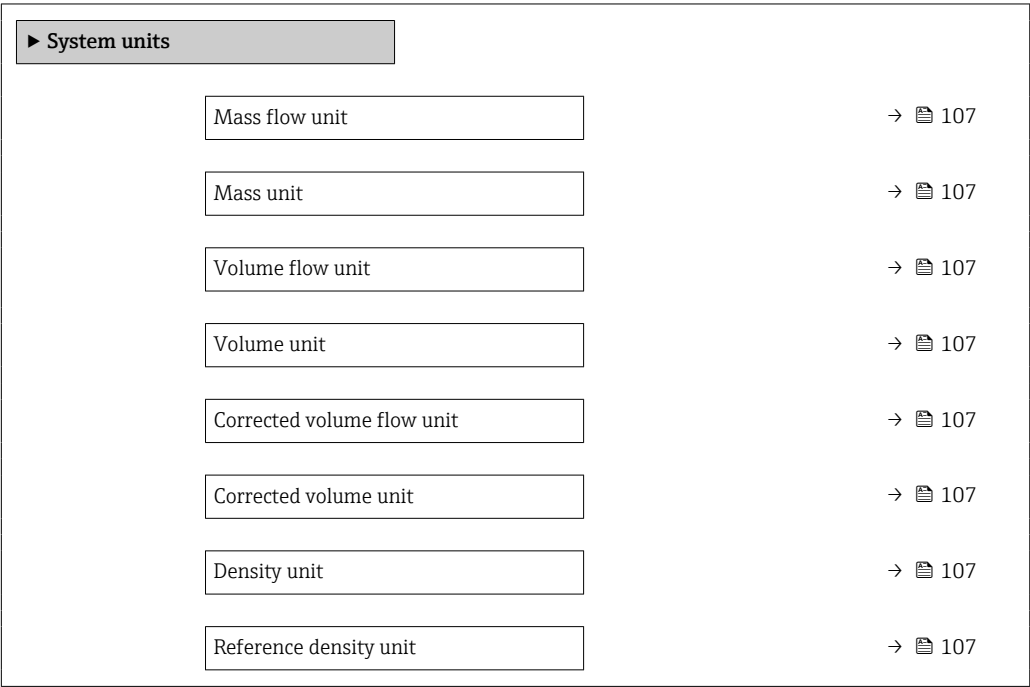 ▶ System units
Mass flow unit → 107
Mass unit → 107
Volume flow unit → 107
Volume unit → 107
Corrected volume flow unit → 107
Corrected volume unit → 107
Density unit → 107
Reference density unit → 107